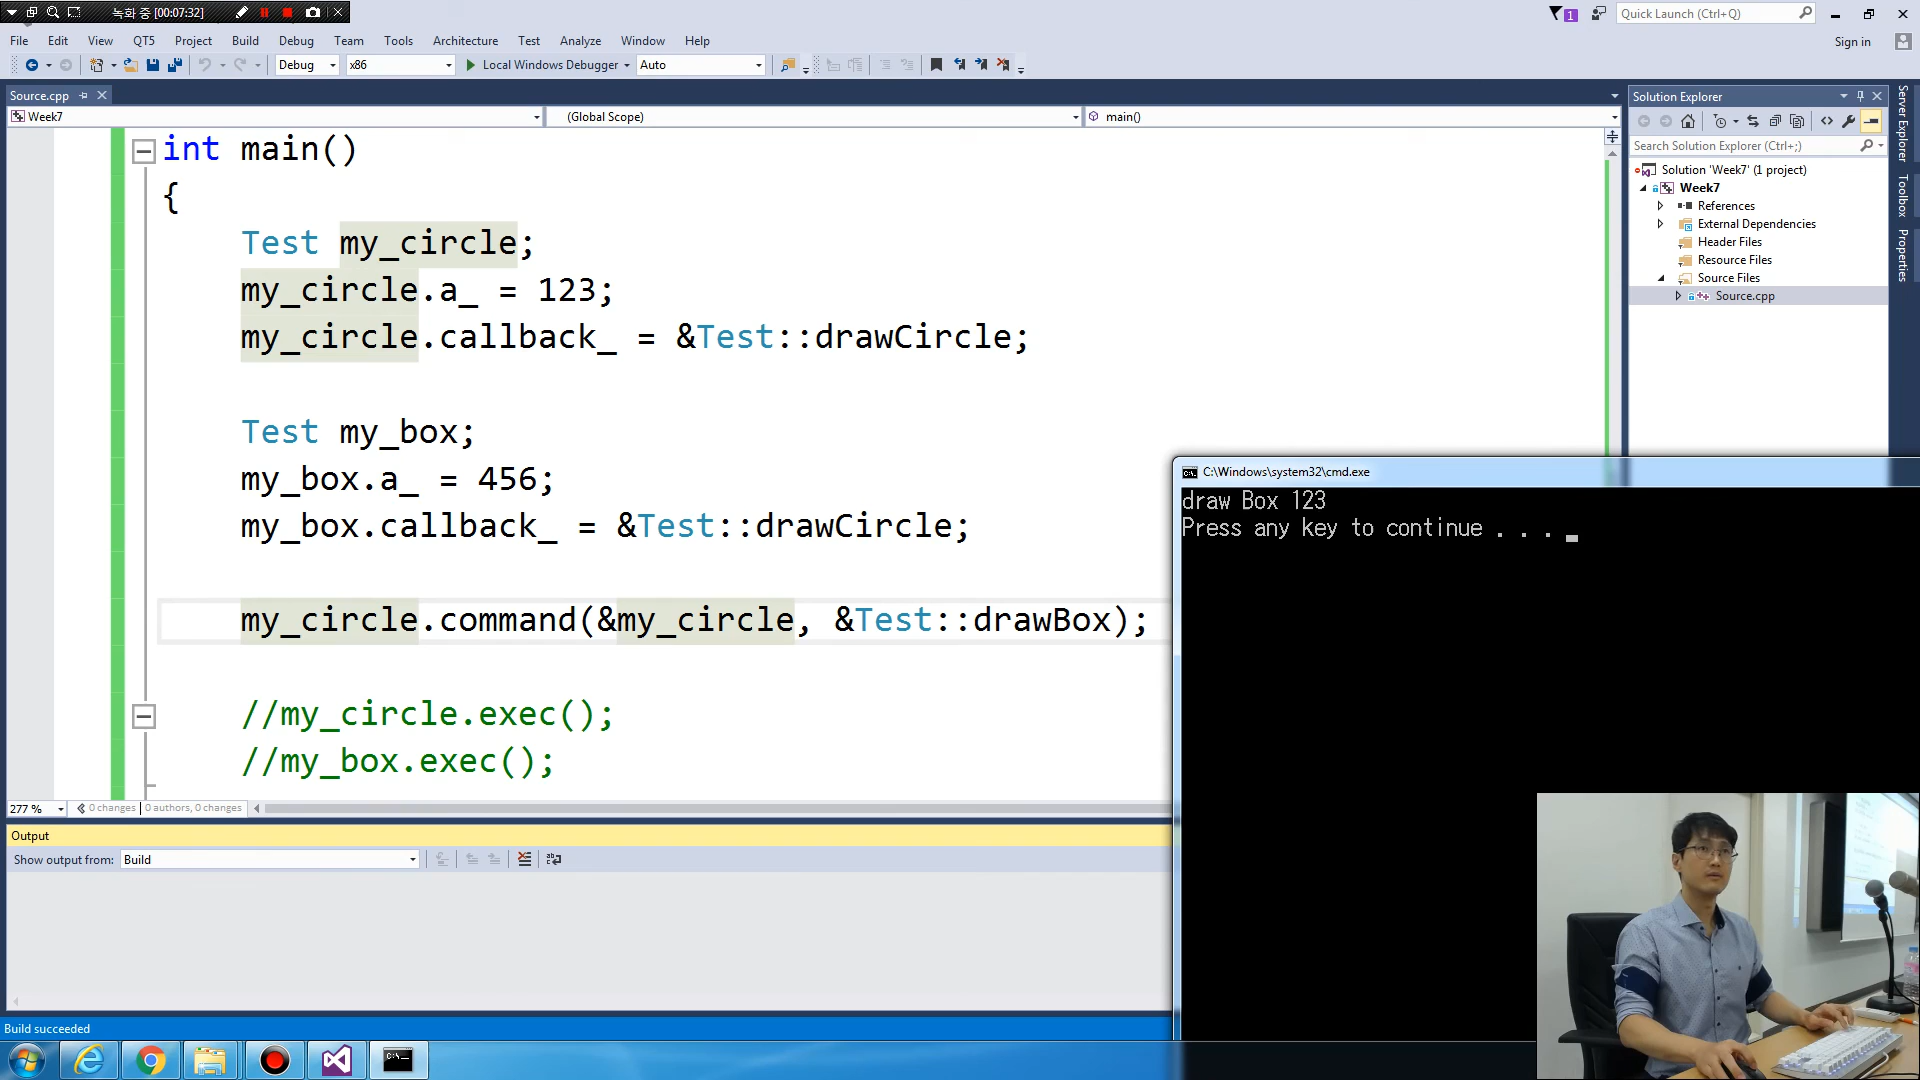 녹화 중 [00:07:32]
1
Quick Launch (Ctrl+Q)
File Edit View QT5 Project Build Debug Team Tools Architecture Test Analyze Window Help
Sign in
Debug x86 Local Windows Debugger Auto
Source.cpp
Week7 (Global Scope) main()
int main()
{
Test my_circle;
my_circle.a_ = 123;
my_circle.callback_ = &Test::drawCircle;
Test my_box;
my_box.a_ = 456;
my_box.callback_ = &Test::drawCircle;
my_circle.command(&my_circle, &Test::drawBox);
//my_circle.exec();
//my_box.exec();
277 % 0 changes | 0 authors, 0 changes
Output
Show output from: Build
Build succeeded
C:\Windows\system32\cmd.exe
draw Box 123
Press any key to continue . . .
Solution Explorer
Search Solution Explorer (Ctrl+;)
Solution 'Week7' (1 project)
Week7
References
External Dependencies
Header Files
Resource Files
Source Files
Source.cpp
Server Explorer
Toolbox
Properties